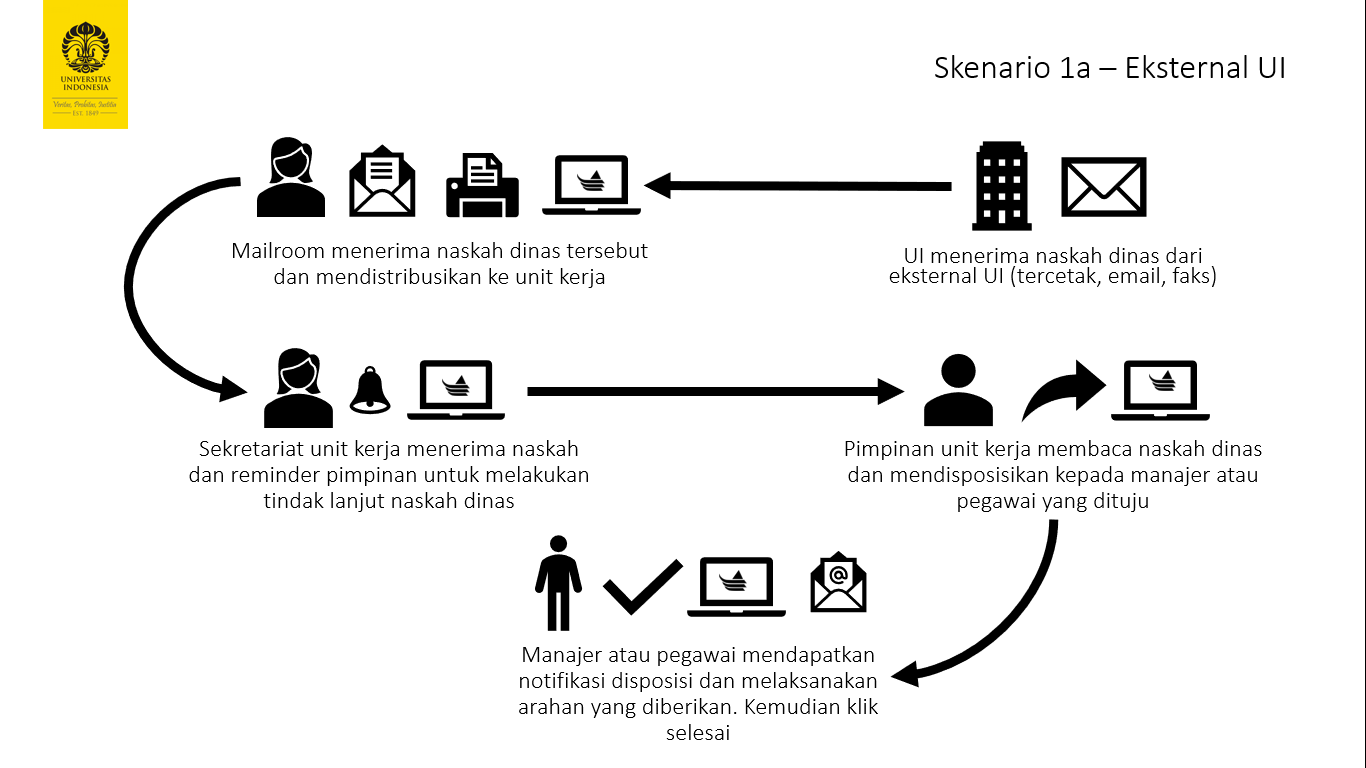 UNIVERSITAS
INDONESIA
Veritas, Probitas, Iustitia
EST. 1849
Skenario 1a – Eksternal UI
UI menerima naskah dinas dari
eksternal UI (tercetak, email, faks)
Mailroom menerima naskah dinas tersebut
dan mendistribusikan ke unit kerja
Sekretariat unit kerja menerima naskah
dan reminder pimpinan untuk melakukan
tindak lanjut naskah dinas
Pimpinan unit kerja membaca naskah dinas
dan mendisposisikan kepada manajer atau
pegawai yang dituju
@
Manajer atau pegawai mendapatkan
notifikasi disposisi dan melaksanakan
arahan yang diberikan. Kemudian klik
selesai